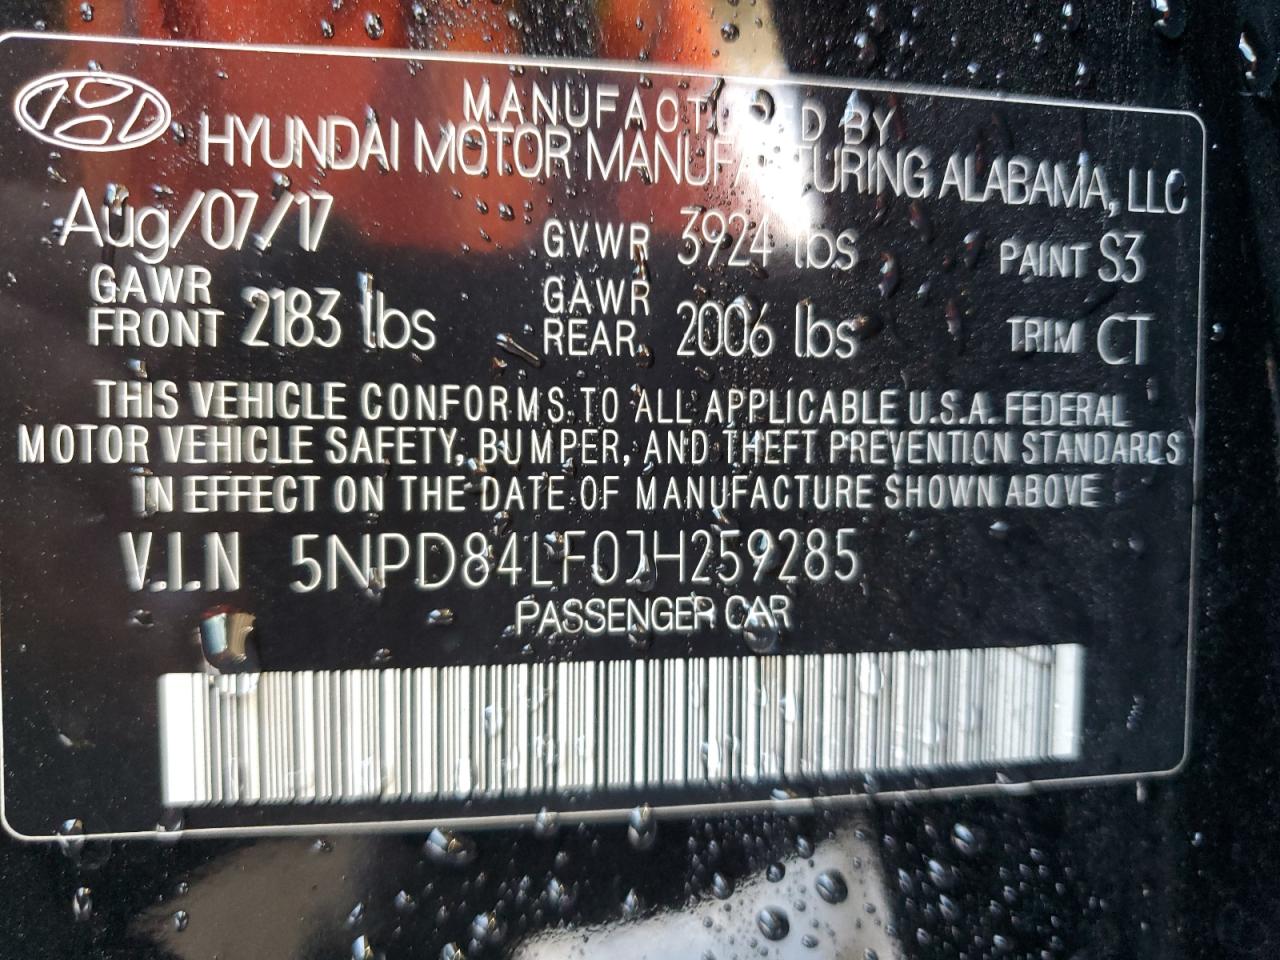 MANUFACTURED BY
HYUNDAI MOTOR MANUFACTURING ALABAMA, LLC
Aug/07/17 GVWR 3924 lbs PAINT S3
GAWR FRONT 2183 lbs GAWR REAR 2006 lbs TRIM CT
THIS VEHICLE CONFORMS TO ALL APPLICABLE U.S.A. FEDERAL
MOTOR VEHICLE SAFETY, BUMPER, AND THEFT PREVENTION STANDARDS
IN EFFECT ON THE DATE OF MANUFACTURE SHOWN ABOVE
V.I.N 5NPD84LF0JH259285
PASSENGER CAR